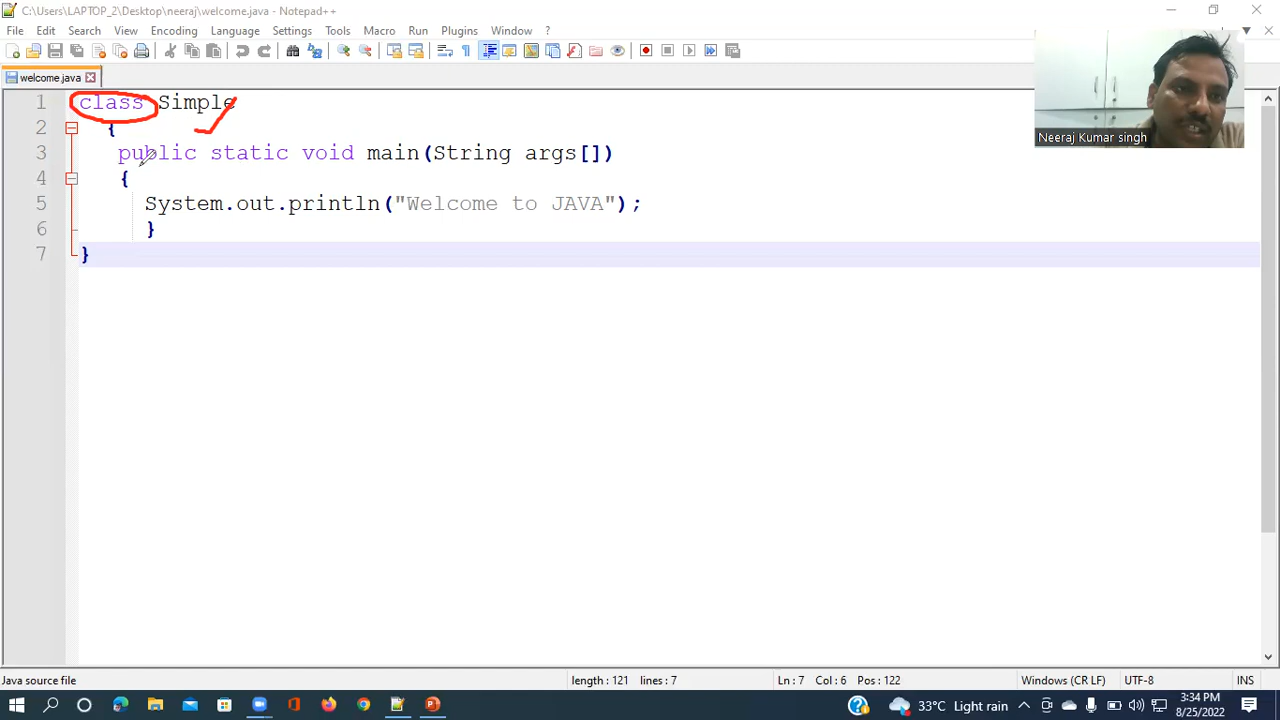 C:\Users\LAPTOP_2\Desktop\neeraj\welcome.java - Notepad++
File Edit Search View Encoding Language Settings Tools Macro Run Plugins Window ?
welcome.java
Neeraj Kumar singh
1 class Simple
2 {
3 public static void main(String args[])
4 {
5 System.out.println("Welcome to JAVA");
6 }
7 }
Java source file length : 121 lines : 7 Ln : 7 Col : 6 Pos : 122 Windows (CR LF) UTF-8 INS
33°C Light rain
3:34 PM
8/25/2022